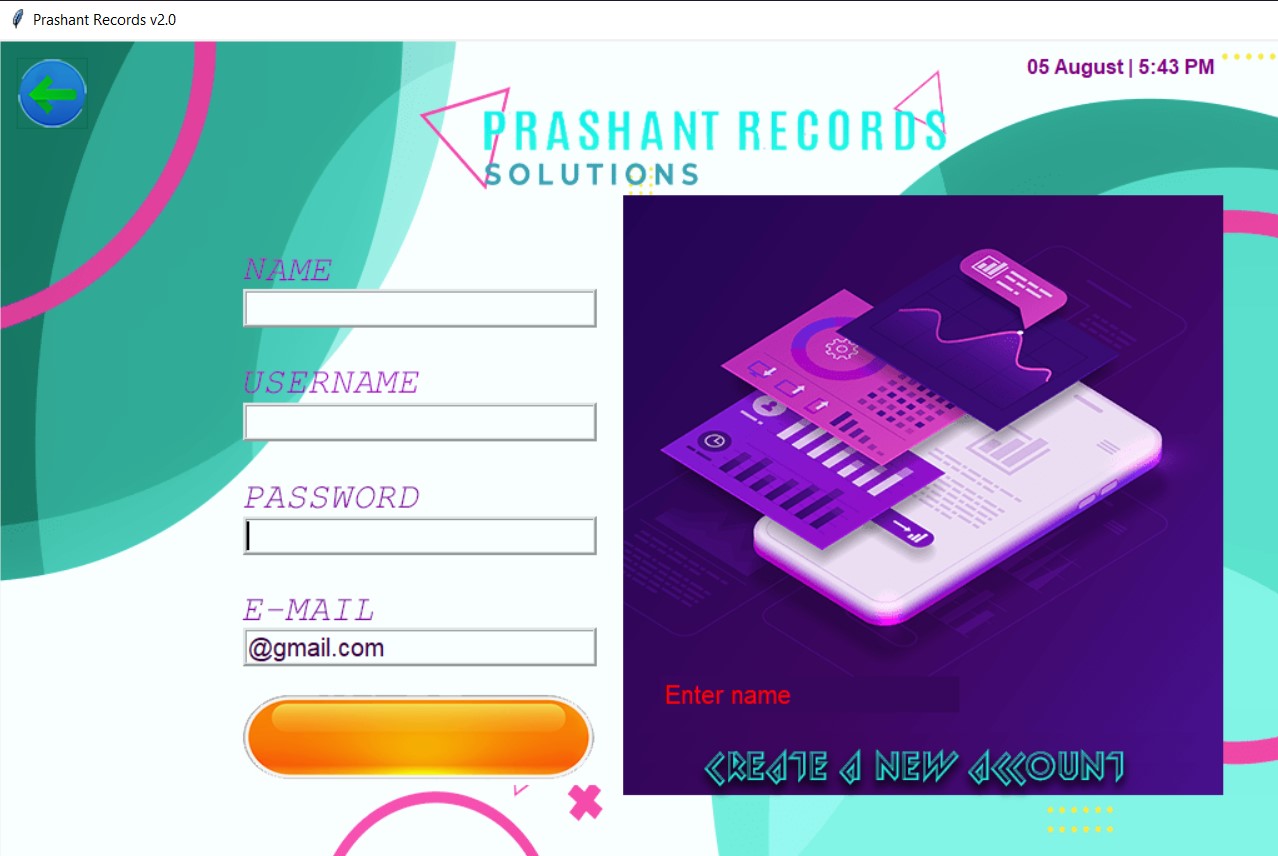 Prashant Records v2.0
05 August | 5:43 PM
PRASHANT RECORDS
SOLUTIONS
NAME
USERNAME
PASSWORD
E-MAIL
@gmail.com
Enter name
CREATE A NEW ACCOUNT